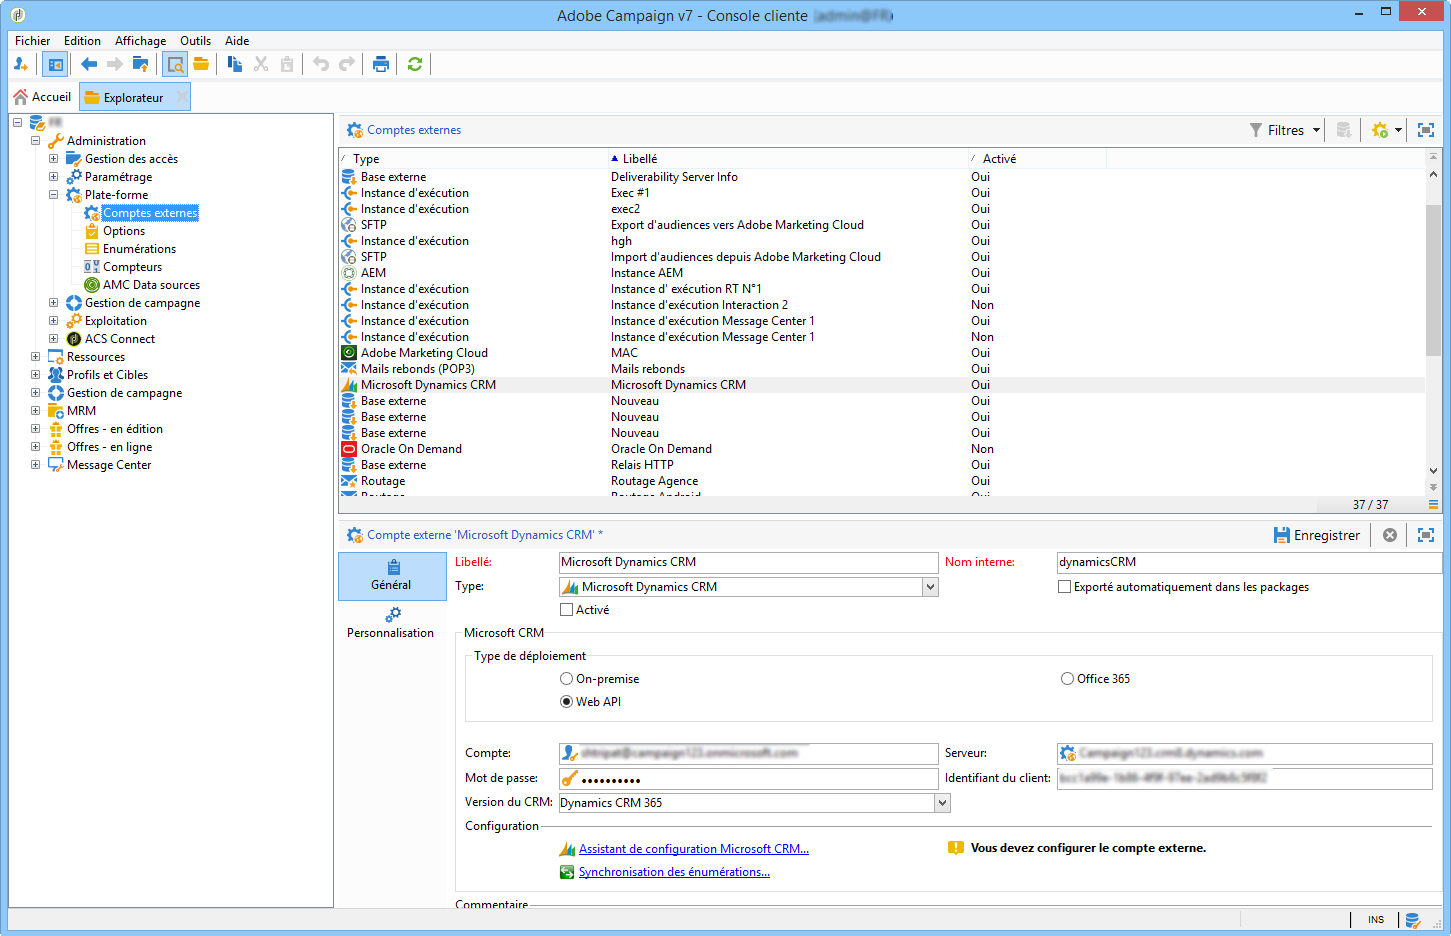 Adobe Campaign v7 - Console cliente
Fichier Edition Affichage Outils Aide
Accueil Explorateur
Administration
Gestion des accès
Paramétrage
Plate-forme
Comptes externes
Options
Enumérations
Compteurs
AMC Data sources
Gestion de campagne
Exploitation
ACS Connect
Ressources
Profils et Cibles
Gestion de campagne
MRM
Offres - en édition
Offres - en ligne
Message Center
Comptes externes Filtres
Type Libellé Activé
Base externe Deliverability Server Info Oui
Instance d'exécution Exec #1 Oui
Instance d'exécution exec2 Oui
SFTP Export d'audiences vers Adobe Marketing Cloud Oui
Instance d'exécution hgh Oui
SFTP Import d'audiences depuis Adobe Marketing Cloud Oui
AEM Instance AEM Oui
Instance d'exécution Instance d' exécution RT N°1 Oui
Instance d'exécution Instance d'exécution Interaction 2 Non
Instance d'exécution Instance d'exécution Message Center 1 Oui
Instance d'exécution Instance d'exécution Message Center 1 Non
Adobe Marketing Cloud MAC Oui
Mails rebonds (POP3) Mails rebonds Oui
Microsoft Dynamics CRM Microsoft Dynamics CRM Oui
Base externe Nouveau Oui
Base externe Nouveau Oui
Base externe Nouveau Oui
Oracle On Demand Oracle On Demand Non
Base externe Relais HTTP Oui
Routage Routage Agence Oui
Routage Routage Android Oui
37 / 37
Compte externe 'Microsoft Dynamics CRM' * Enregistrer
Général
Personnalisation
Libellé: Microsoft Dynamics CRM Nom interne: dynamicsCRM
Type: Microsoft Dynamics CRM Exporté automatiquement dans les packages
Activé
Microsoft CRM
Type de déploiement
On-premise Office 365
Web API
Compte: Serveur:
Mot de passe: •••••••••• Identifiant du client:
Version du CRM: Dynamics CRM 365
Configuration
Assistant de configuration Microsoft CRM... Vous devez configurer le compte externe.
Synchronisation des énumérations...
Commentaire
INS